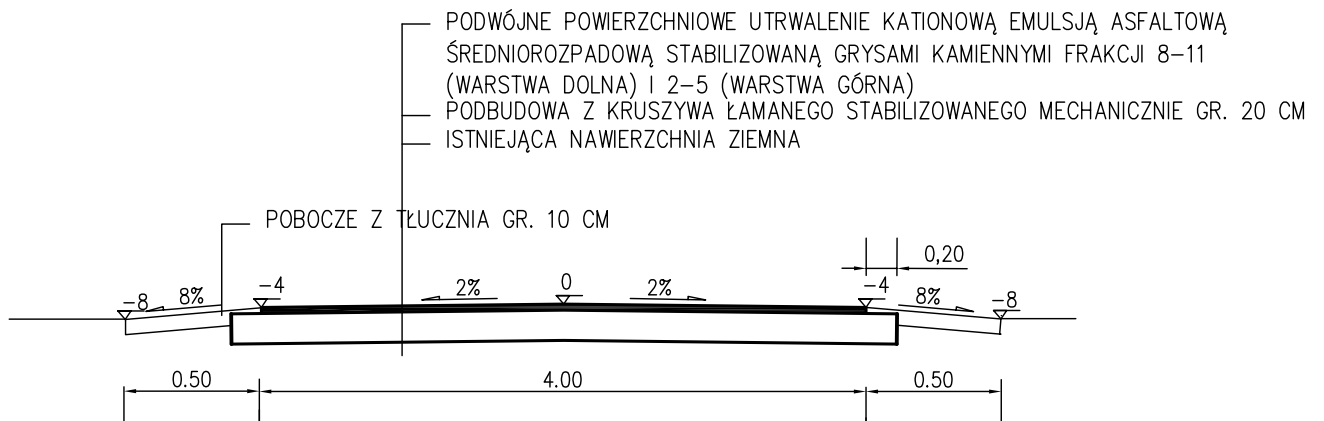 PODWÓJNE POWIERZCHNIOWE UTRWALENIE KATIONOWĄ EMULSJĄ ASFALTOWĄ
ŚREDNIOROZPADOWĄ STABILIZOWANĄ GRYSAMI KAMIENNYMI FRAKCJI 8-11
(WARSTWA DOLNA) I 2-5 (WARSTWA GÓRNA)
PODBUDOWA Z KRUSZYWA ŁAMANEGO STABILIZOWANEGO MECHANICZNIE GR. 20 CM
ISTNIEJĄCA NAWIERZCHNIA ZIEMNA
POBOCZE Z TŁUCZNIA GR. 10 CM
0,20
-8 8% -4 2% 0 2% -4 8% -8
0.50 4.00 0.50